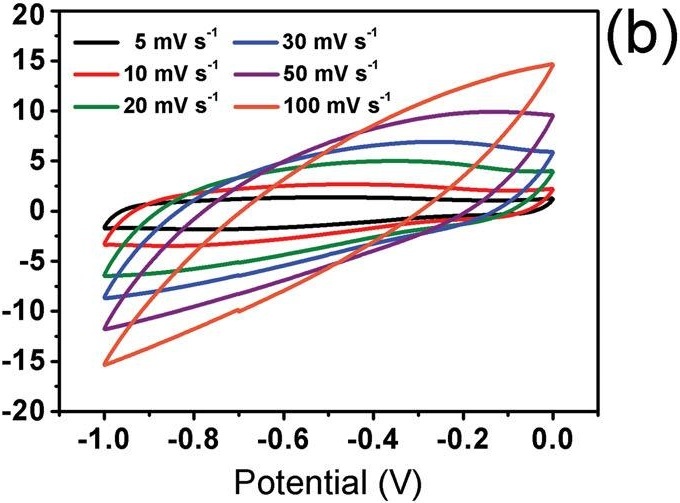 (b)
5 mV s⁻¹ 30 mV s⁻¹
10 mV s⁻¹ 50 mV s⁻¹
20 mV s⁻¹ 100 mV s⁻¹
20
15
10
5
0
-5
-10
-15
-20
-1.0 -0.8 -0.6 -0.4 -0.2 0.0
Potential (V)